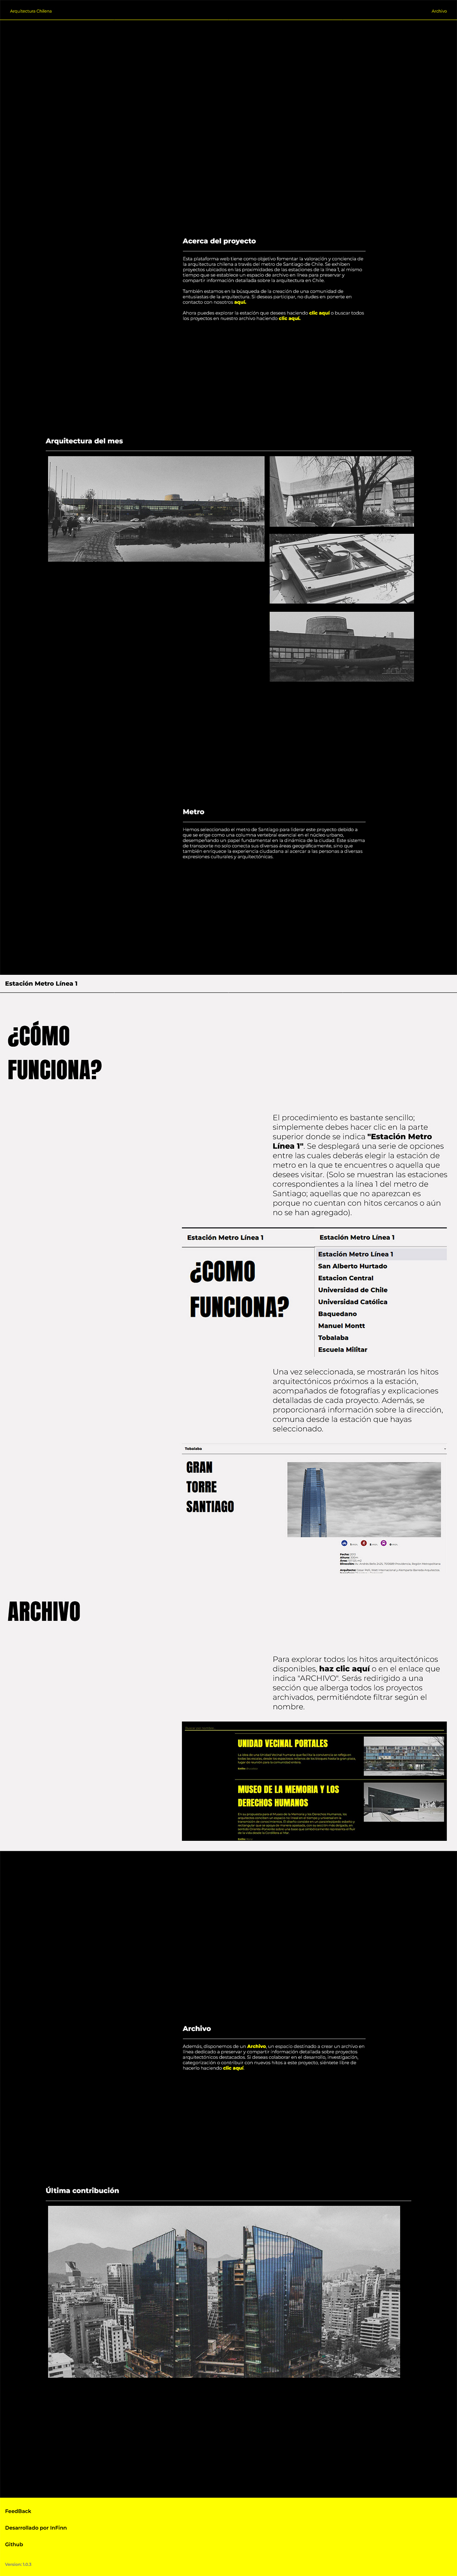 Arquitectura Chilena
Archivo
Acerca del proyecto
Esta plataforma web tiene como objetivo fomentar la valoración y conciencia de
la arquitectura chilena a través del metro de Santiago de Chile. Se exhiben
proyectos ubicados en las proximidades de las estaciones de la línea 1, al mismo
tiempo que se establece un espacio de archivo en línea para preservar y
compartir información detallada sobre la arquitectura en Chile.
También estamos en la búsqueda de la creación de una comunidad de
entusiastas de la arquitectura. Si deseas participar, no dudes en ponerte en
contacto con nosotros aquí.
Ahora puedes explorar la estación que desees haciendo clic aquí o buscar todos
los proyectos en nuestro archivo haciendo clic aquí.
Arquitectura del mes
Metro
Hemos seleccionado el metro de Santiago para liderar este proyecto debido a
que se erige como una columna vertebral esencial en el núcleo urbano,
desempeñando un papel fundamental en la dinámica de la ciudad. Este sistema
de transporte no solo conecta sus diversas áreas geográficamente, sino que
también enriquece la experiencia ciudadana al acercar a las personas a diversas
expresiones culturales y arquitectónicas.
Estación Metro Línea 1
¿CÓMO
FUNCIONA?
El procedimiento es bastante sencillo;
simplemente debes hacer clic en la parte
superior donde se indica "Estación Metro
Línea 1". Se desplegará una serie de opciones
entre las cuales deberás elegir la estación de
metro en la que te encuentres o aquella que
desees visitar. (Solo se muestran las estaciones
correspondientes a la línea 1 del metro de
Santiago; aquellas que no aparezcan es
porque no cuentan con hitos cercanos o aún
no se han agregado).
Estación Metro Línea 1
¿COMO
FUNCIONA?
Estación Metro Línea 1
Estación Metro Línea 1
San Alberto Hurtado
Estacion Central
Universidad de Chile
Universidad Católica
Baquedano
Manuel Montt
Tobalaba
Escuela Militar
Una vez seleccionada, se mostrarán los hitos
arquitectónicos próximos a la estación,
acompañados de fotografías y explicaciones
detalladas de cada proyecto. Además, se
proporcionará información sobre la dirección,
comuna desde la estación que hayas
seleccionado.
Tobalaba
GRAN
TORRE
SANTIAGO
Fecha:
Altura:
Área:
Dirección:
Arquitecto:
ARCHIVO
Para explorar todos los hitos arquitectónicos
disponibles, haz clic aquí o en el enlace que
indica "ARCHIVO". Serás redirigido a una
sección que alberga todos los proyectos
archivados, permitiéndote filtrar según el
nombre.
UNIDAD VECINAL PORTALES
MUSEO DE LA MEMORIA Y LOS
DERECHOS HUMANOS
Archivo
Además, disponemos de un Archivo, un espacio destinado a crear un archivo en
línea dedicado a preservar y compartir información detallada sobre proyectos
arquitectónicos destacados. Si deseas colaborar en el desarrollo, investigación,
categorización o contribuir con nuevos hitos a este proyecto, siéntete libre de
hacerlo haciendo clic aquí
Última contribución
FeedBack
Desarrollado por InFinn
Github
Version: 1.0.3